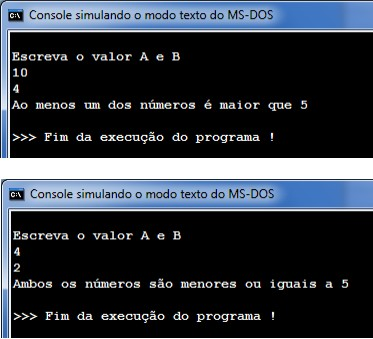 Console simulando o modo texto do MS-DOS
Escreva o valor A e B
10
4
Ao menos um dos números é maior que 5
>>> Fim da execução do programa !
Console simulando o modo texto do MS-DOS
Escreva o valor A e B
4
2
Ambos os números são menores ou iguais a 5
>>> Fim da execução do programa !